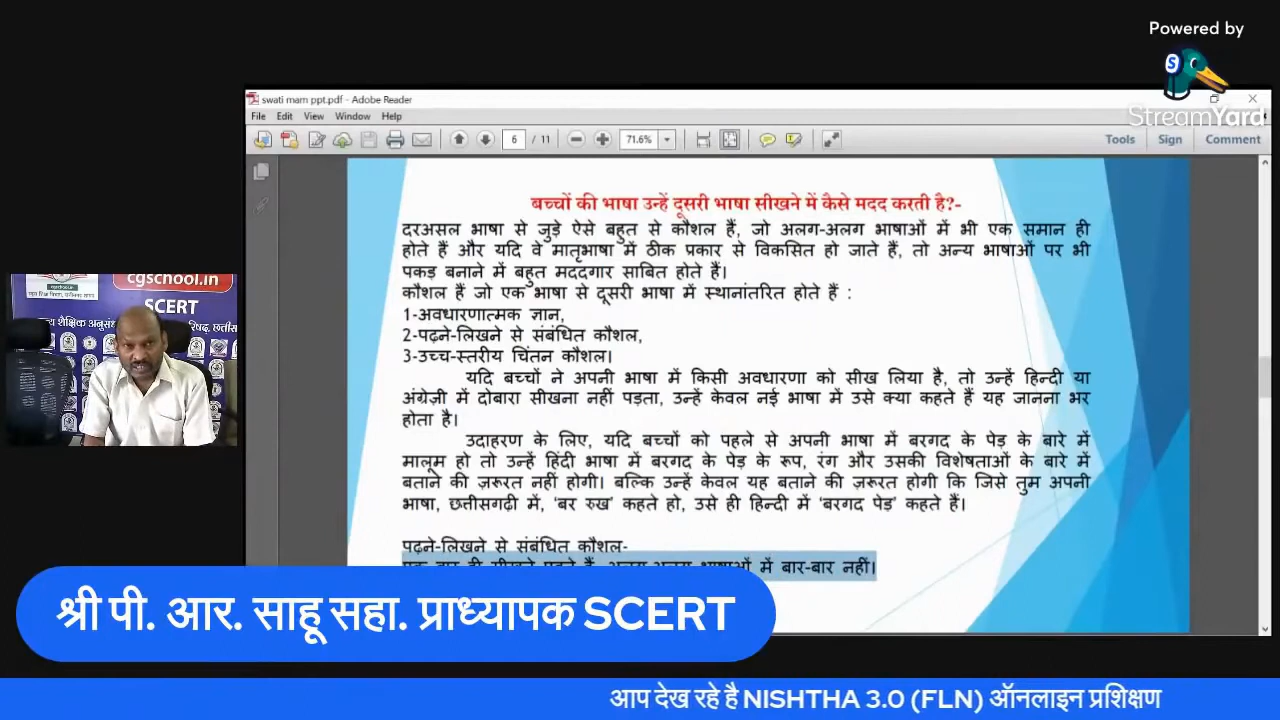 Powered by
S
StreamYard
swati mam ppt.pdf - Adobe Reader
File Edit View Window Help
6 / 11 71.6% Tools Sign Comment
बच्चों की भाषा उन्हें दूसरी भाषा सीखने में कैसे मदद करती है?-
दरअसल भाषा से जुड़े ऐसे बहुत से कौशल हैं, जो अलग-अलग भाषाओं में भी एक समान ही
होते हैं और यदि वे मातृभाषा में ठीक प्रकार से विकसित हो जाते हैं, तो अन्य भाषाओं पर भी
पकड़ बनाने में बहुत मददगार साबित होते हैं।
कौशल हैं जो एक भाषा से दूसरी भाषा में स्थानांतरित होते हैं :
1-अवधारणात्मक ज्ञान,
2-पढ़ने-लिखने से संबंधित कौशल,
3-उच्च-स्तरीय चिंतन कौशल।
यदि बच्चों ने अपनी भाषा में किसी अवधारणा को सीख लिया है, तो उन्हें हिन्दी या
अंग्रेज़ी में दोबारा सीखना नहीं पड़ता, उन्हें केवल नई भाषा में उसे क्या कहते हैं यह जानना भर
होता है।
उदाहरण के लिए, यदि बच्चों को पहले से अपनी भाषा में बरगद के पेड़ के बारे में
मालूम हो तो उन्हें हिंदी भाषा में बरगद के पेड़ के रूप, रंग और उसकी विशेषताओं के बारे में
बताने की ज़रूरत नहीं होगी। बल्कि उन्हें केवल यह बताने की ज़रूरत होगी कि जिसे तुम अपनी
भाषा, छत्तीसगढ़ी में, 'बर रुख' कहते हो, उसे ही हिन्दी में 'बरगद पेड़' कहते हैं।
पढ़ने-लिखने से संबंधित कौशल-
में बार-बार नहीं।
cgschool.in
SCERT
श्री पी. आर. साहू सहा. प्राध्यापक SCERT
आप देख रहे है NISHTHA 3.0 (FLN) ऑनलाइन प्रशिक्षण